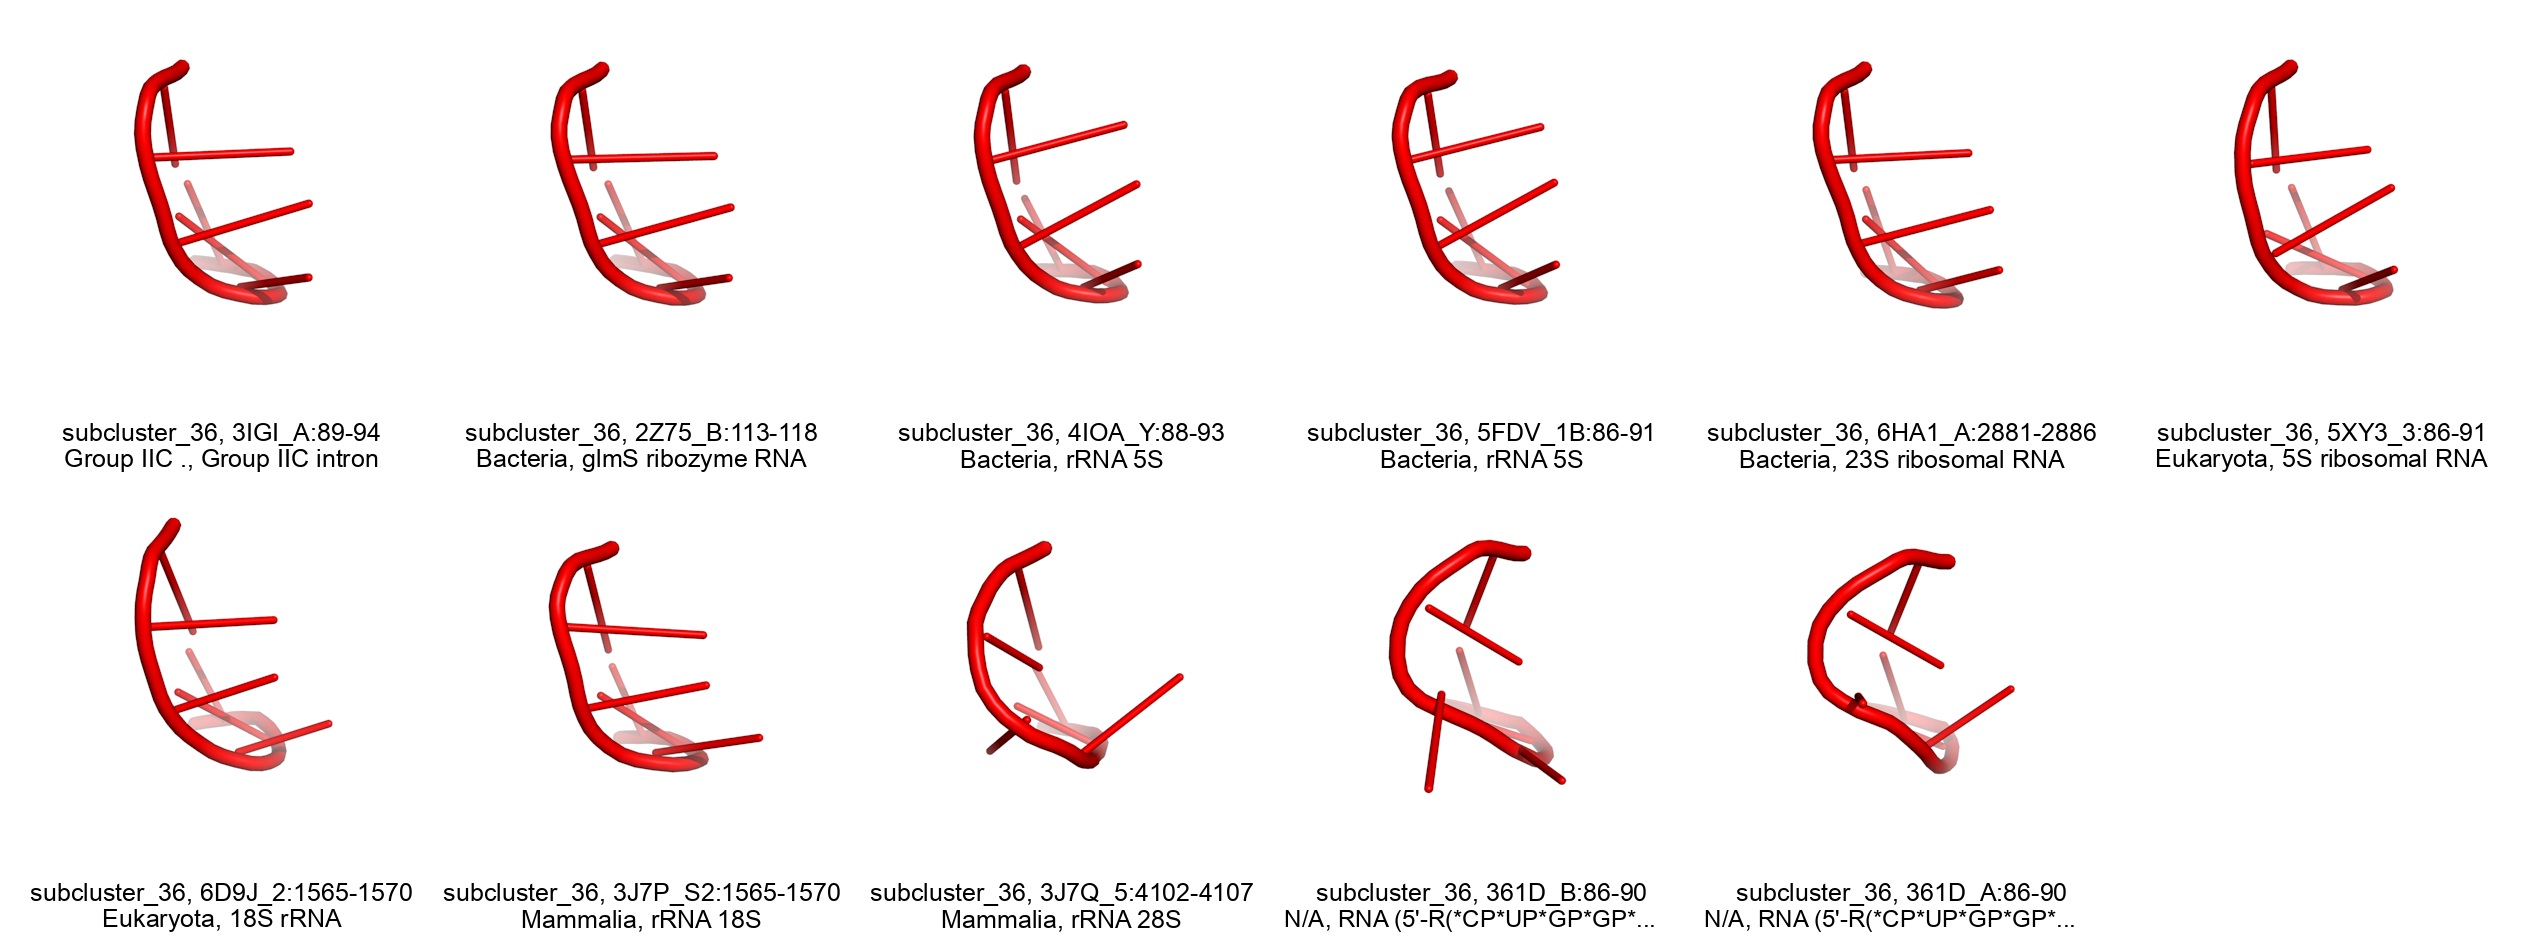 subcluster_36, 3IGI_A:89-94
Group IIC ., Group IIC intron
subcluster_36, 2Z75_B:113-118
Bacteria, glmS ribozyme RNA
subcluster_36, 4IOA_Y:88-93
Bacteria, rRNA 5S
subcluster_36, 5FDV_1B:86-91
Bacteria, rRNA 5S
subcluster_36, 6HA1_A:2881-2886
Bacteria, 23S ribosomal RNA
subcluster_36, 5XY3_3:86-91
Eukaryota, 5S ribosomal RNA
subcluster_36, 6D9J_2:1565-1570
Eukaryota, 18S rRNA
subcluster_36, 3J7P_S2:1565-1570
Mammalia, rRNA 18S
subcluster_36, 3J7Q_5:4102-4107
Mammalia, rRNA 28S
subcluster_36, 361D_B:86-90
N/A, RNA (5'-R(*CP*UP*GP*GP*...
subcluster_36, 361D_A:86-90
N/A, RNA (5'-R(*CP*UP*GP*GP*...